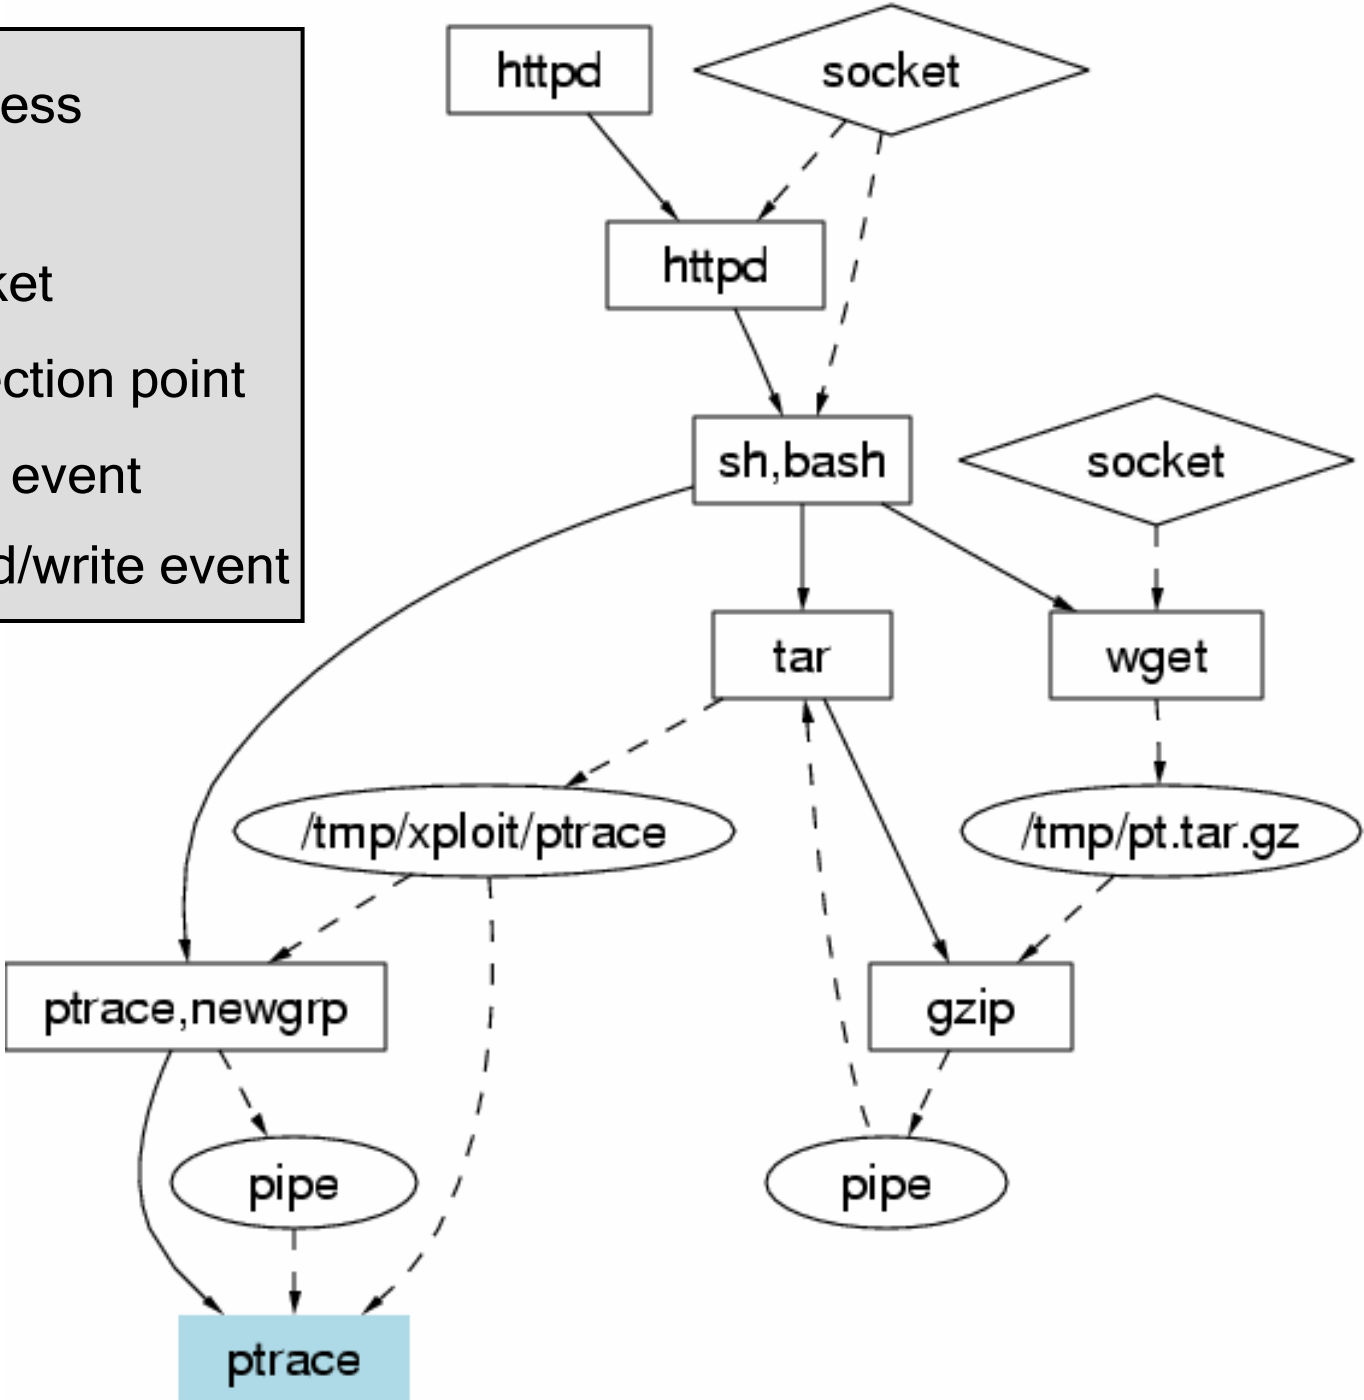 ess
ket
ection point
event
d/write event
httpd
socket
httpd
sh,bash
socket
tar
wget
/tmp/xploit/ptrace
/tmp/pt.tar.gz
ptrace,newgrp
gzip
pipe
pipe
ptrace